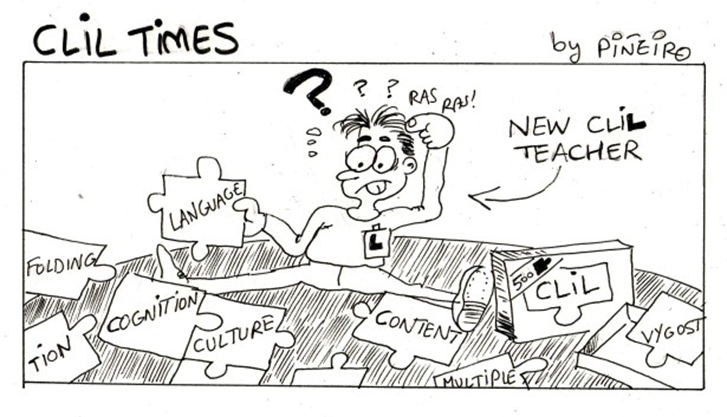 CLiL TiMES
by PIÑEIRO
?
? ?
RAS
RAS!
NEW CLiL
TEACHER
LANGUAGE
L
FOLDING
COGNITION
CULTURE
CONTENT
500
CLiL
VYGOST
TION
MULTIPLE